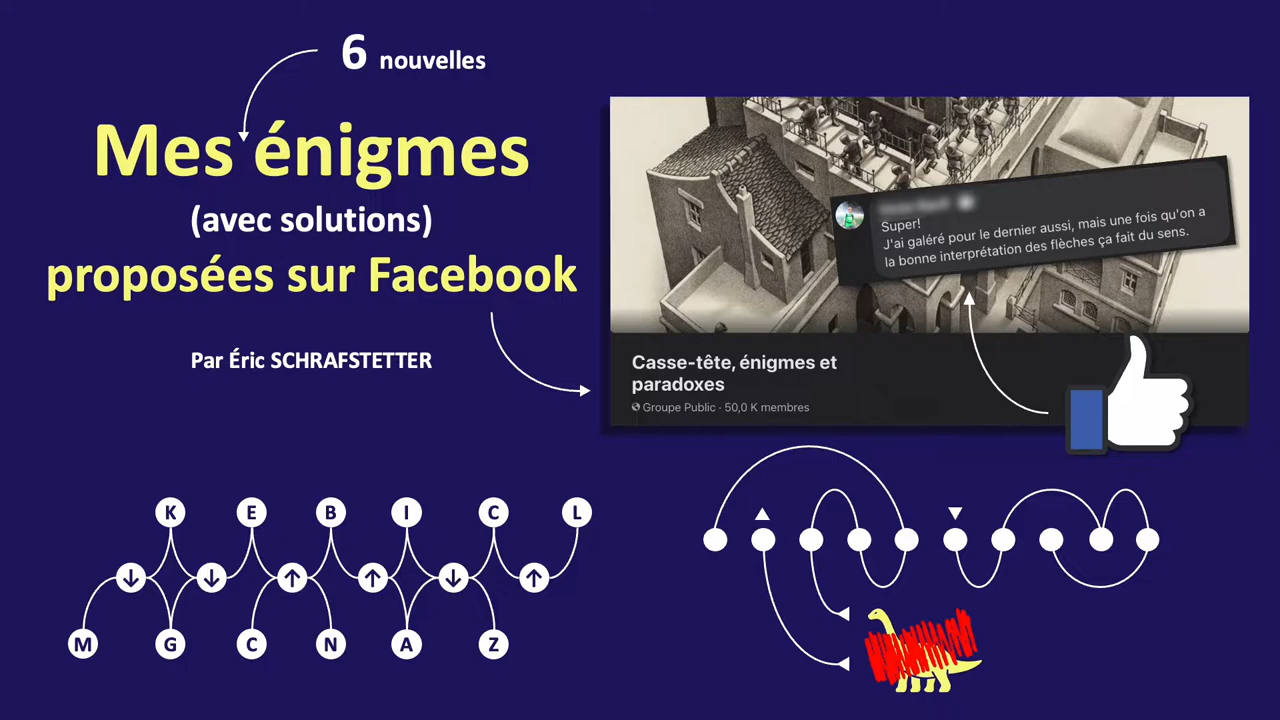 6 nouvelles
Mes énigmes
(avec solutions)
proposées sur Facebook
Par Éric SCHRAFSTETTER
Super!
J'ai galéré pour le dernier aussi, mais une fois qu'on a
la bonne interprétation des flèches ça fait du sens.
Casse-tête, énigmes et
paradoxes
Groupe Public · 50,0 K membres
K E B I C L
↓ ↓ ↑ ↑ ↓ ↑
M G C N A Z